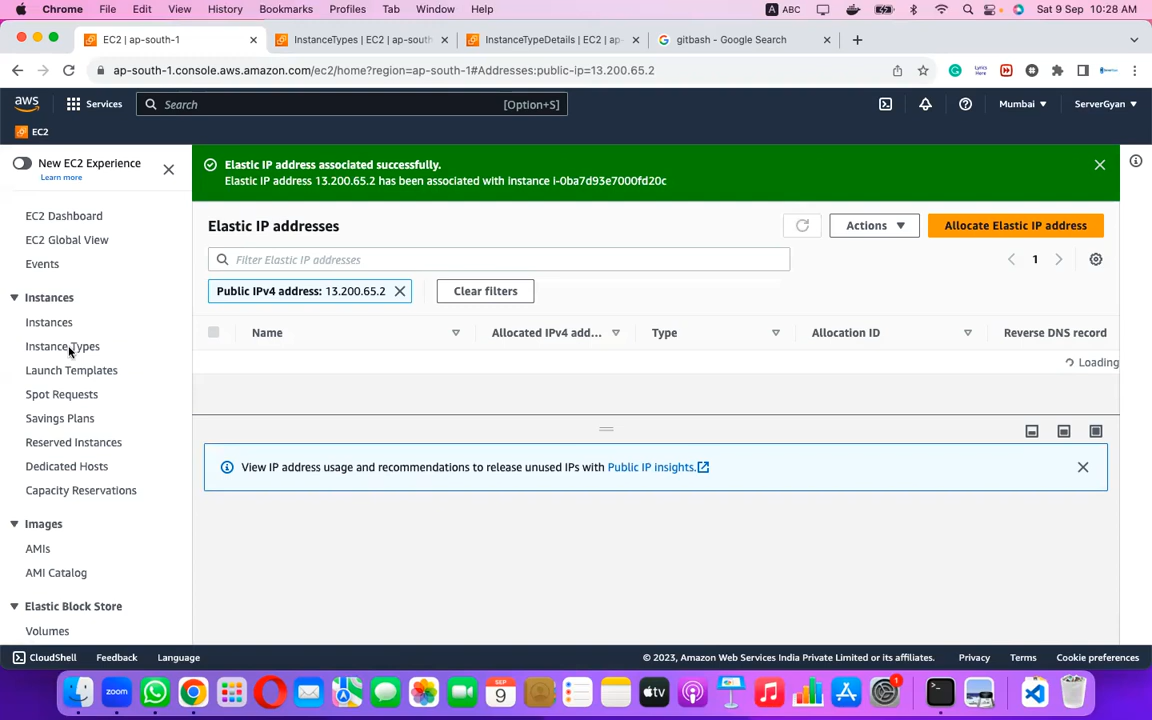 Chrome File Edit View History Bookmarks Profiles Tab Window Help A ABC Sat 9 Sep 10:28 AM
EC2 | ap-south-1 InstanceTypes | EC2 | ap-sout InstanceTypeDetails | EC2 | ap- gitbash - Google Search
ap-south-1.console.aws.amazon.com/ec2/home?region=ap-south-1#Addresses:public-ip=13.200.65.2
aws Services Search [Option+S] Mumbai ▼ ServerGyan ▼
EC2
New EC2 Experience
Learn more
EC2 Dashboard
EC2 Global View
Events
Instances
Instances
Instance Types
Launch Templates
Spot Requests
Savings Plans
Reserved Instances
Dedicated Hosts
Capacity Reservations
Images
AMIs
AMI Catalog
Elastic Block Store
Volumes
Elastic IP address associated successfully.
Elastic IP address 13.200.65.2 has been associated with instance i-0ba7d93e7000fd20c
Elastic IP addresses Actions ▼ Allocate Elastic IP address
Filter Elastic IP addresses 1
Public IPv4 address: 13.200.65.2 Clear filters
Name Allocated IPv4 add... Type Allocation ID Reverse DNS record
Loading
View IP address usage and recommendations to release unused IPs with Public IP insights.
CloudShell Feedback Language © 2023, Amazon Web Services India Private Limited or its affiliates. Privacy Terms Cookie preferences
zoom SEP 9 tv 1